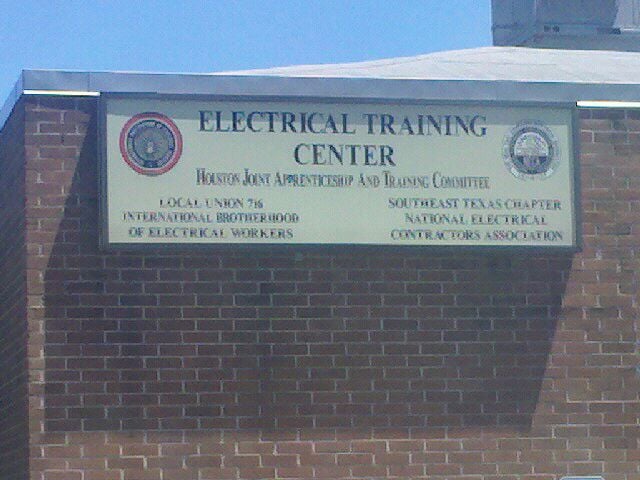 ELECTRICAL TRAINING
CENTER
HOUSTON JOINT APPRENTICESHIP AND TRAINING COMMITTEE
LOCAL UNION 716
INTERNATIONAL BROTHERHOOD
OF ELECTRICAL WORKERS
SOUTHEAST TEXAS CHAPTER
NATIONAL ELECTRICAL
CONTRACTORS ASSOCIATION